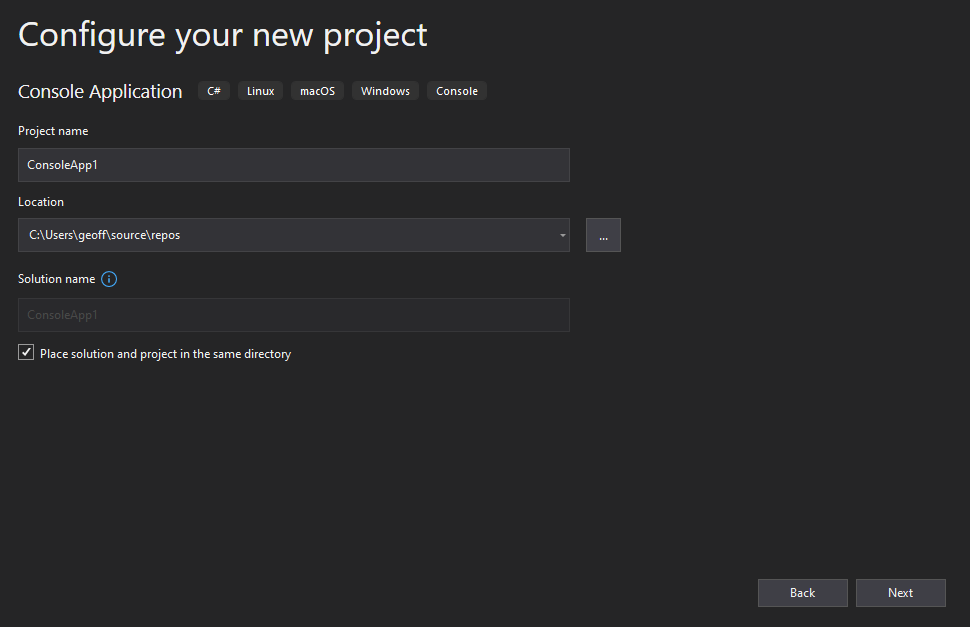 Configure your new project
Console Application C# Linux macOS Windows Console
Project name
ConsoleApp1
Location
C:\Users\geoff\source\repos
...
Solution name
ConsoleApp1
Place solution and project in the same directory
Back Next